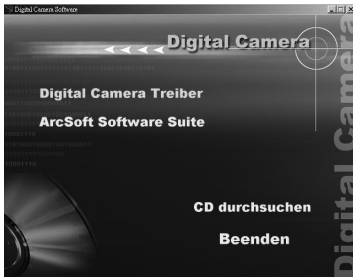 Digital Camera Software
Digital Camera
Digital Camera Treiber
ArcSoft Software Suite
CD durchsuchen
Beenden
Digital Camera